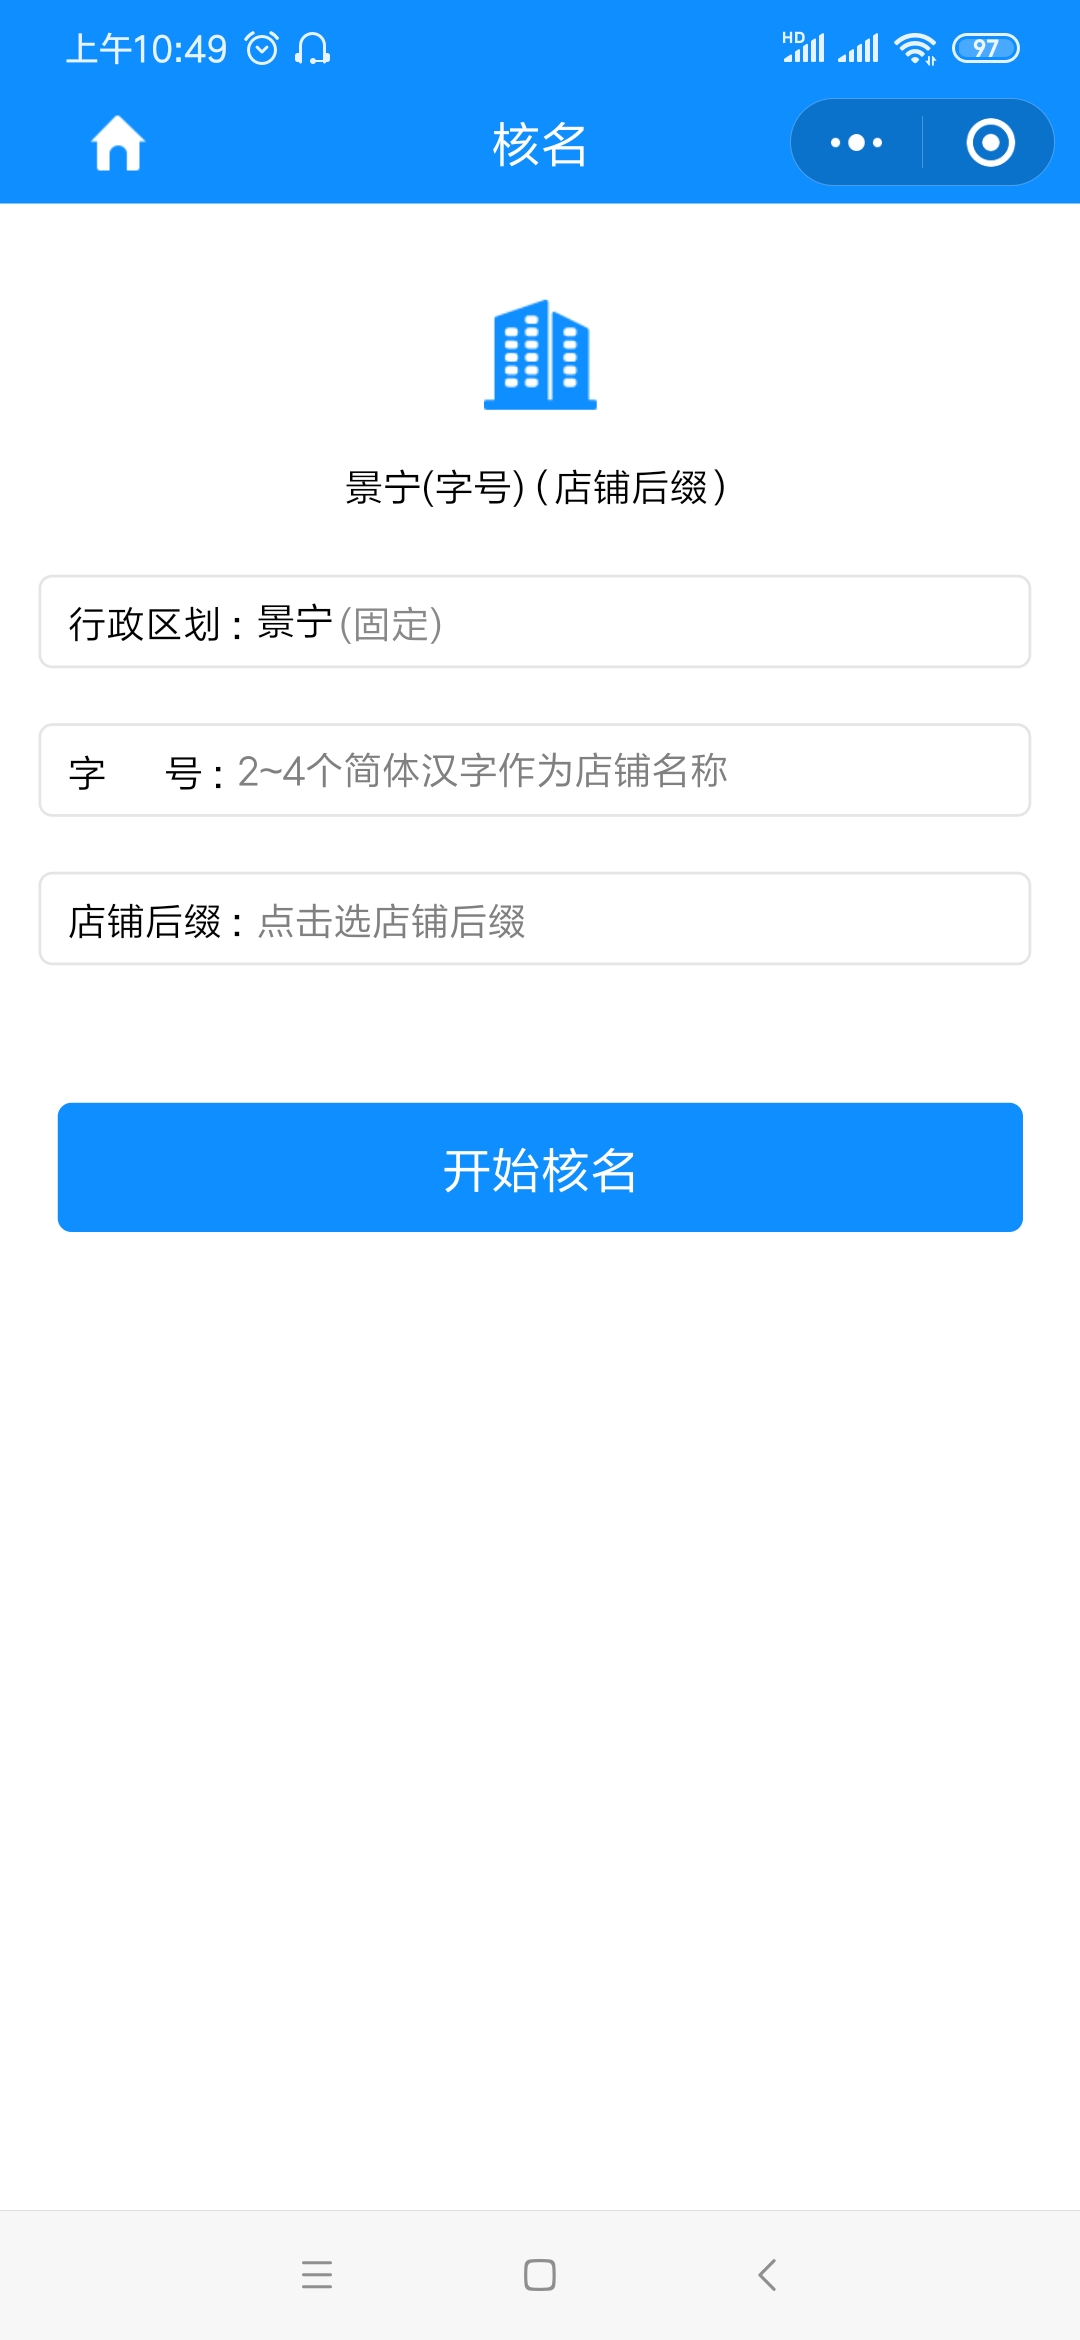 上午10:49 HD 97
核名
景宁(字号)(店铺后缀)
行政区划：景宁(固定)
字 号：2~4个简体汉字作为店铺名称
店铺后缀：点击选店铺后缀
开始核名